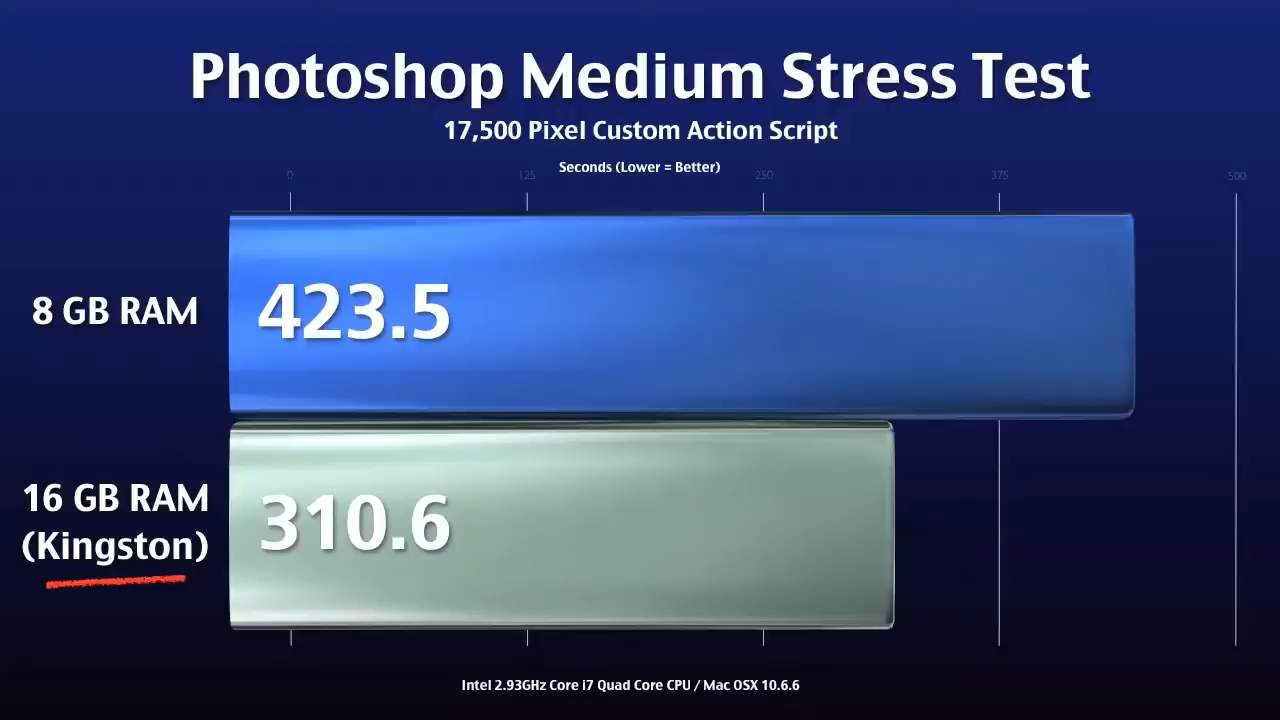 Photoshop Medium Stress Test
17,500 Pixel Custom Action Script
Seconds (Lower = Better)
0 125 250 375 500
8 GB RAM
423.5
16 GB RAM
(Kingston)
310.6
Intel 2.93GHz Core i7 Quad Core CPU / Mac OSX 10.6.6